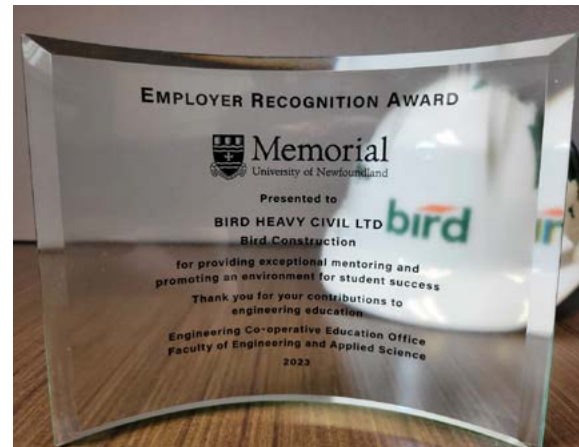 EMPLOYER RECOGNITION AWARD
Memorial
University of Newfoundland
Presented to
BIRD HEAVY CIVIL LTD
Bird Construction
bird
for providing exceptional mentoring and
promoting an environment for student success
Thank you for your contributions to
engineering education
Engineering Co-operative Education Office
Faculty of Engineering and Applied Science
2023